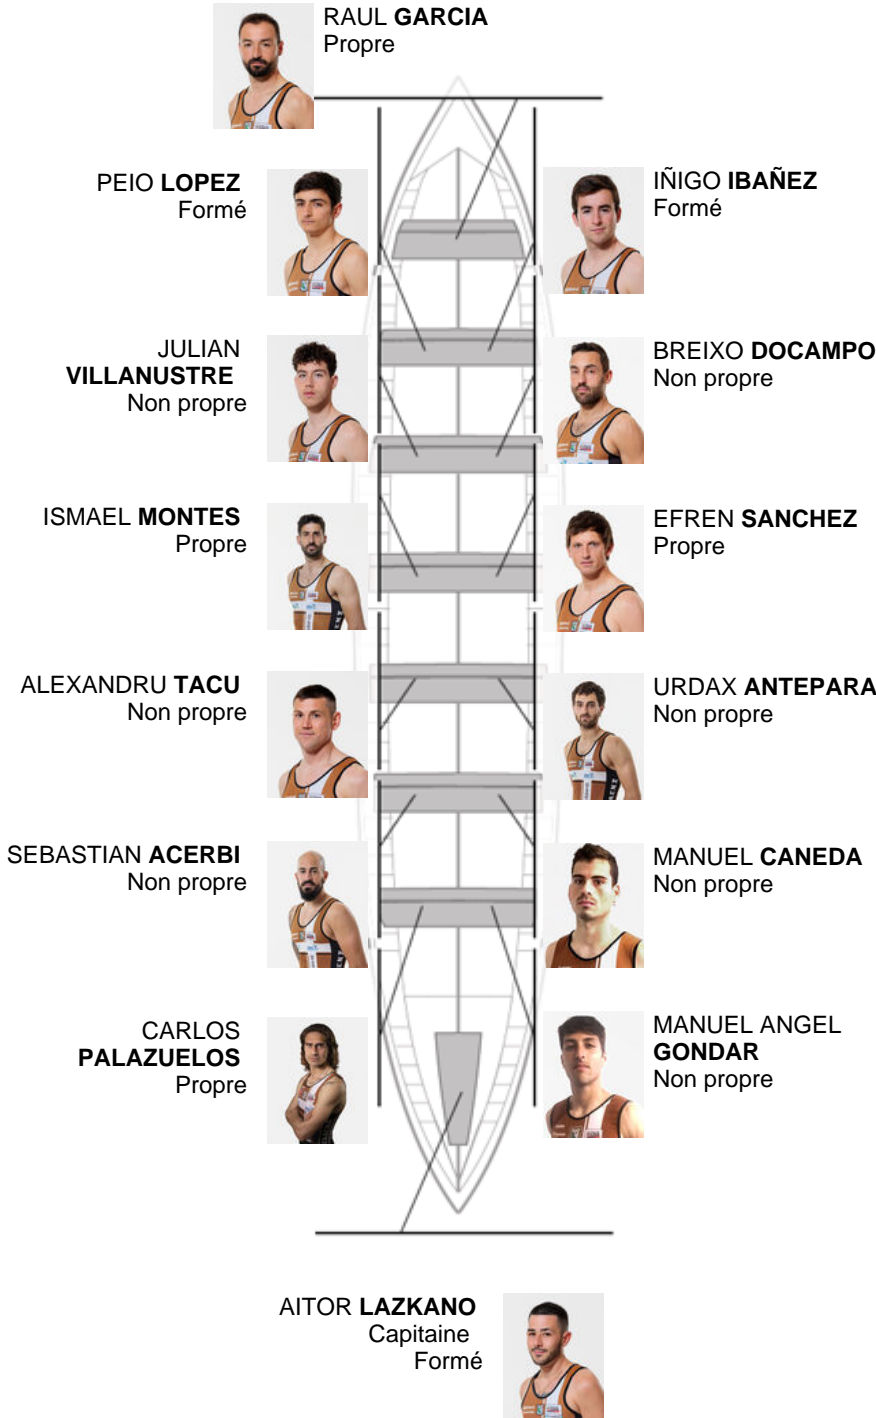 RAUL GARCIA
Propre
PEIO LOPEZ
Formé
IÑIGO IBAÑEZ
Formé
JULIAN
VILLANUSTRE
Non propre
BREIXO DOCAMPO
Non propre
ISMAEL MONTES
Propre
EFREN SANCHEZ
Propre
ALEXANDRU TACU
Non propre
URDAX ANTEPARA
Non propre
SEBASTIAN ACERBI
Non propre
MANUEL CANEDA
Non propre
CARLOS
PALAZUELOS
Propre
MANUEL ANGEL
GONDAR
Non propre
AITOR LAZKANO
Capitaine
Formé